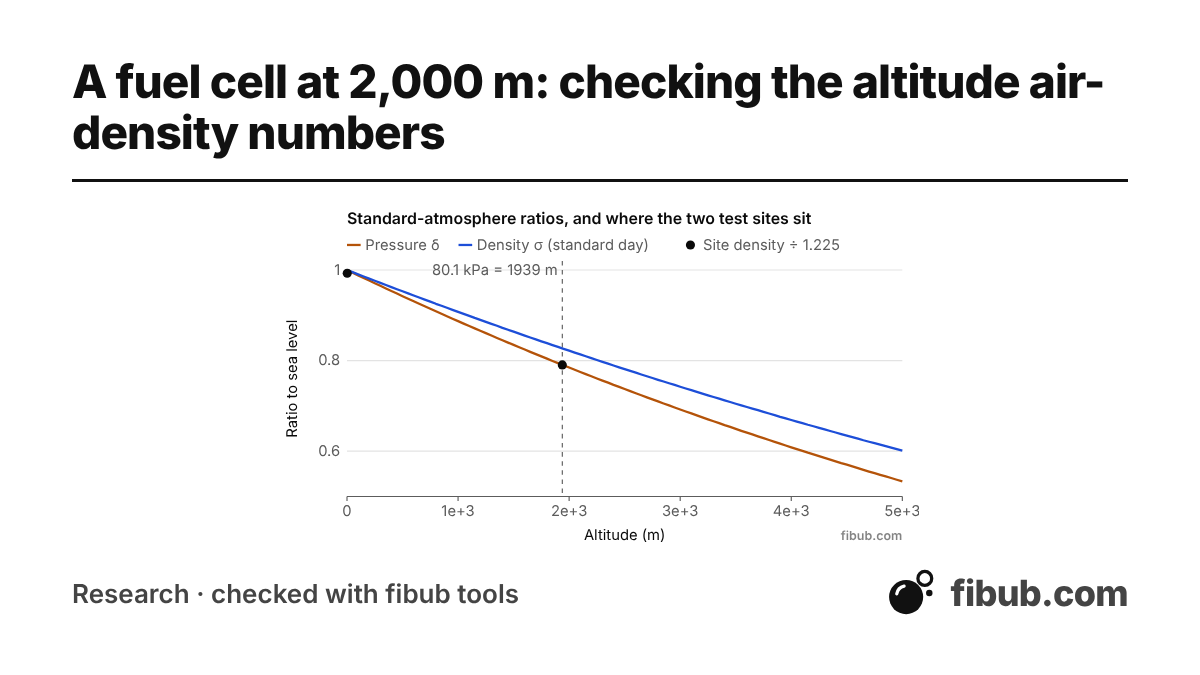 A fuel cell at 2,000 m: checking the altitude air-
density numbers
Standard-atmosphere ratios, and where the two test sites sit
Pressure δ Density σ (standard day) Site density ÷ 1.225
80.1 kPa = 1939 m
1
0.8
0.6
Ratio to sea level
0 1e+3 2e+3 3e+3 4e+3 5e+3
Altitude (m)
fibub.com
Research · checked with fibub tools
fibub.com